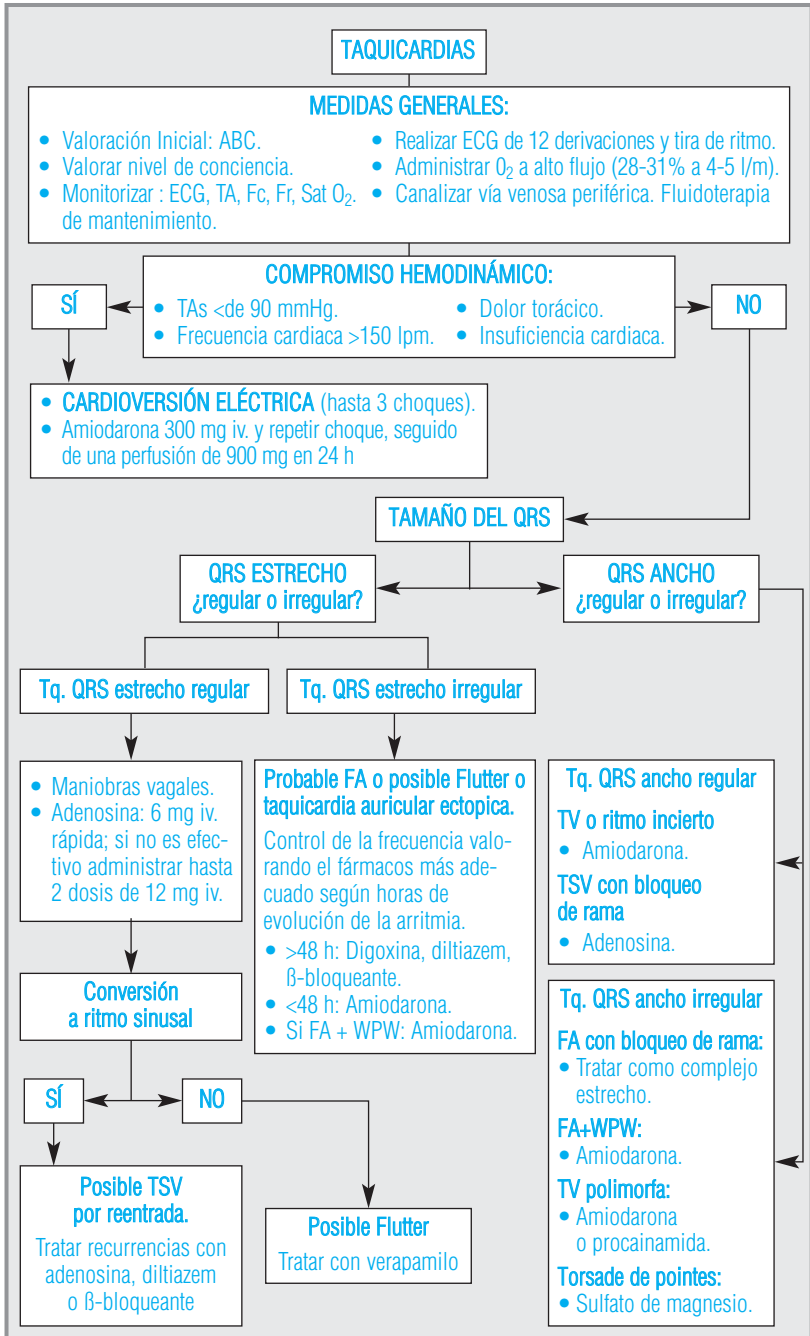 TAQUICARDIAS
MEDIDAS GENERALES:
• Valoración Inicial: ABC.
• Valorar nivel de conciencia.
• Monitorizar : ECG, TA, Fc, Fr, Sat O2.
de mantenimiento.
• Realizar ECG de 12 derivaciones y tira de ritmo.
• Administrar O2 a alto flujo (28-31% a 4-5 l/m).
• Canalizar vía venosa periférica. Fluidoterapia
COMPROMISO HEMODINÁMICO:
• TAs <de 90 mmHg.
• Frecuencia cardiaca >150 lpm.
• Dolor torácico.
• Insuficiencia cardiaca.
SÍ
NO
• CARDIOVERSIÓN ELÉCTRICA (hasta 3 choques).
• Amiodarona 300 mg iv. y repetir choque, seguido
de una perfusión de 900 mg en 24 h
TAMAÑO DEL QRS
QRS ESTRECHO
¿regular o irregular?
QRS ANCHO
¿regular o irregular?
Tq. QRS estrecho regular
Tq. QRS estrecho irregular
• Maniobras vagales.
• Adenosina: 6 mg iv.
rápida; si no es efec-
tivo administrar hasta
2 dosis de 12 mg iv.
Probable FA o posible Flutter o
taquicardia auricular ectopica.
Control de la frecuencia valo-
rando el fármacos más ade-
cuado según horas de
evolución de la arritmia.
• >48 h: Digoxina, diltiazem,
ß-bloqueante.
• <48 h: Amiodarona.
• Si FA + WPW: Amiodarona.
Tq. QRS ancho regular
TV o ritmo incierto
• Amiodarona.
TSV con bloqueo
de rama
• Adenosina.
Conversión
a ritmo sinusal
Tq. QRS ancho irregular
FA con bloqueo de rama:
• Tratar como complejo
estrecho.
FA+WPW:
• Amiodarona.
TV polimorfa:
• Amiodarona
o procainamida.
Torsade de pointes:
• Sulfato de magnesio.
SÍ
NO
Posible TSV
por reentrada.
Tratar recurrencias con
adenosina, diltiazem
o ß-bloqueante
Posible Flutter
Tratar con verapamilo